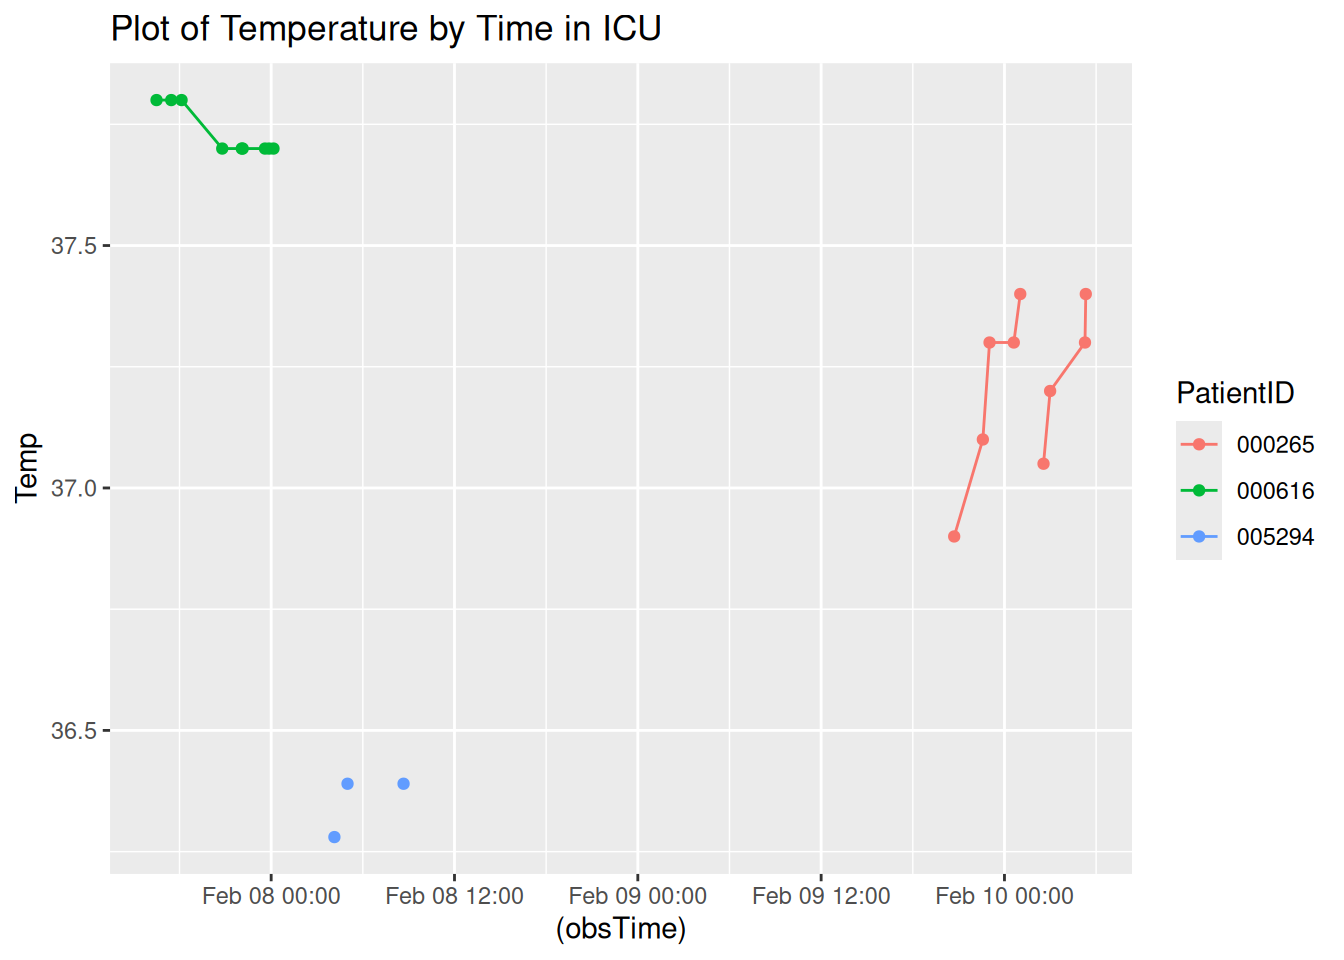 Plot of Temperature by Time in ICU
Temp
37.5
37.0
36.5
Feb 08 00:00
Feb 08 12:00
Feb 09 00:00
Feb 09 12:00
Feb 10 00:00
(obsTime)
PatientID
000265
000616
005294